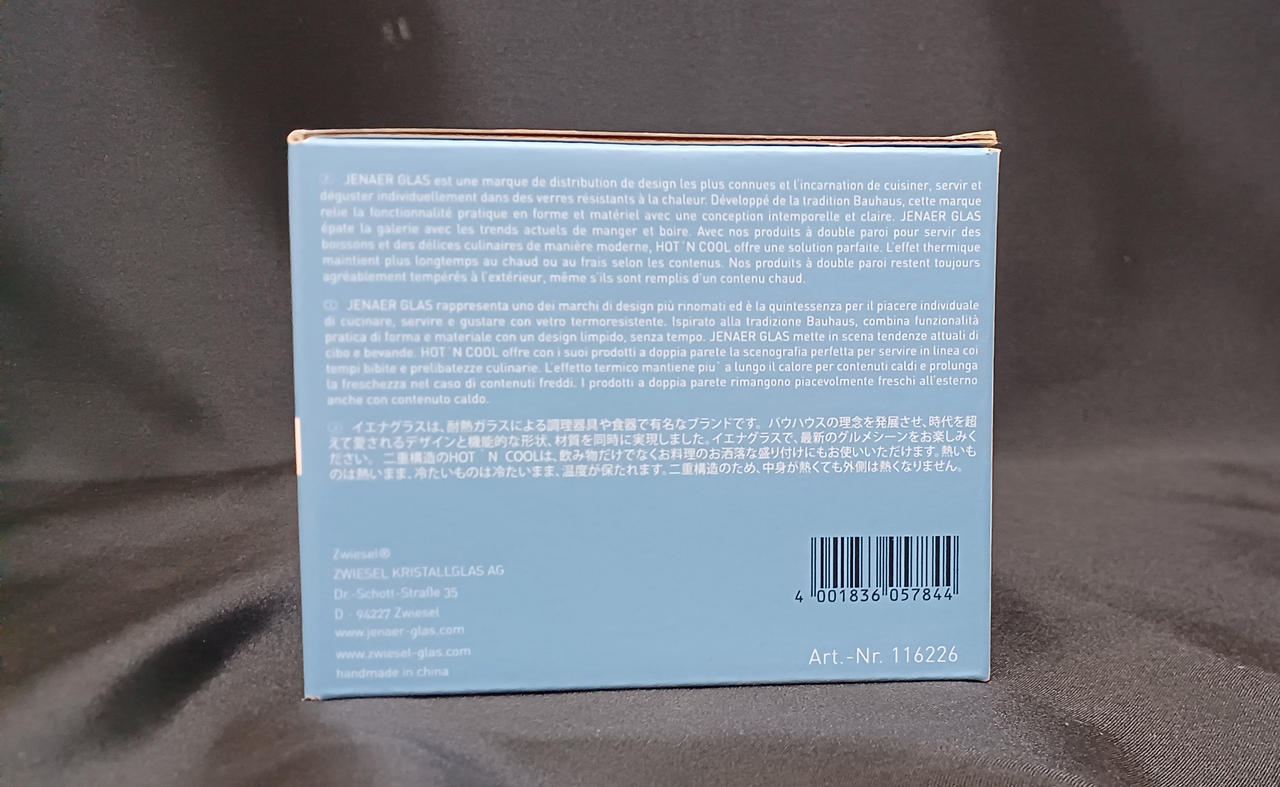 F JENAER GLAS est une marque de distribution de design les plus connues et l'incarnation de cuisiner, servir et
déguster individuellement dans des verres résistants à la chaleur. Développé de la tradition Bauhaus, cette marque
relie la fonctionnalité pratique en forme et matériel avec une conception intemporelle et claire. JENAER GLAS
épate la galerie avec les trends actuels de manger et boire. Avec nos produits à double paroi pour servir des
boissons et des délices culinaires de manière moderne, HOT´N COOL offre une solution parfaite. L'effet thermique
maintient plus longtemps au chaud ou au frais selon les contenus. Nos produits à double paroi restent toujours
agréablement tempérés à l'extérieur, même s'ils sont remplis d'un contenu chaud.
JENAER GLAS rappresenta uno dei marchi di design più rinomati ed è la quintessenza per il piacere individuale
di cucinare, servire e gustare con vetro termoresistente. Ispirato alla tradizione Bauhaus, combina funzionalità
pratica di forma e materiale con un design limpido, senza tempo. JENAER GLAS mette in scena tendenze attuali di
cibo e bevande. HOT´N COOL offre con i suoi prodotti a doppia parete la scenografia perfetta per servire in linea coi
tempi bibite e prelibatezze culinarie. L'effetto termico mantiene piu` a lungo il calore per contenuti caldi e prolunga
la freschezza nel caso di contenuti freddi. I prodotti a doppia parete rimangono piacevolmente freschi all'esterno
anche con contenuto caldo.
イエナグラスは、耐熱ガラスによる調理器具や食器で有名なブランドです。バウハウスの理念を発展させ、時代を超
えて愛されるデザインと機能的な形状、材質を同時に実現しました。イエナグラスで、最新のグルメシーンをお楽しみく
ださい。 二重構造のHOT´N COOLは、飲み物だけでなくお料理のお洒落な盛り付けにもお使いいただけます。熱いも
のは熱いまま、冷たいものは冷たいまま、温度が保たれます。二重構造のため、中身が熱くても外側は熱くなりません。
Zwiesel®
ZWIESEL KRISTALLGLAS AG
Dr.-Schott-Straße 35
D - 94227 Zwiesel
www.jenaer-glas.com
www.zwiesel-glas.com
handmade in china
4 001836 057844
Art.-Nr. 116226